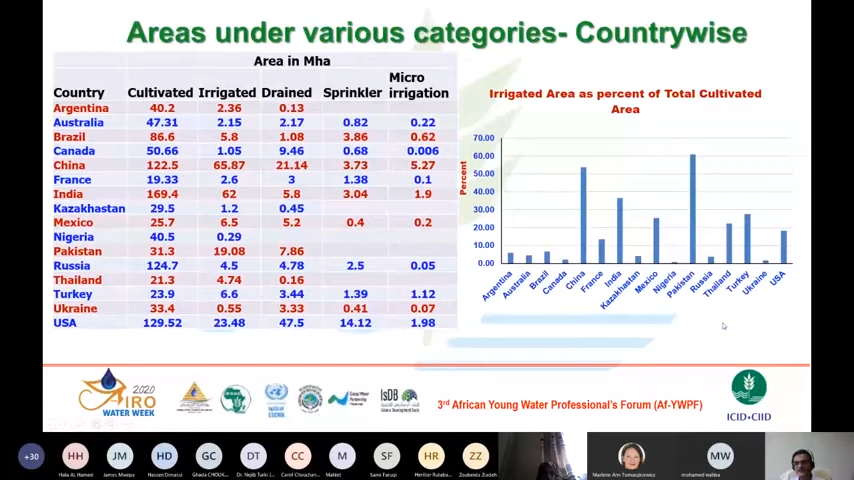 Areas under various categories- Countrywise
Area in Mha
Country Cultivated Irrigated Drained Sprinkler Micro irrigation
Argentina 40.2 2.36 0.13
Australia 47.31 2.15 2.17 0.82 0.22
Brazil 86.6 5.8 1.08 3.86 0.62
Canada 50.66 1.05 9.46 0.68 0.006
China 122.5 65.87 21.14 3.73 5.27
France 19.33 2.6 3 1.38 0.1
India 169.4 62 5.8 3.04 1.9
Kazakhastan 29.5 1.2 0.45
Mexico 25.7 6.5 5.2 0.4 0.2
Nigeria 40.5 0.29
Pakistan 31.3 19.08 7.86
Russia 124.7 4.5 4.78 2.5 0.05
Thailand 21.3 4.74 0.16
Turkey 23.9 6.6 3.44 1.39 1.12
Ukraine 33.4 0.55 3.33 0.41 0.07
USA 129.52 23.48 47.5 14.12 1.98
Irrigated Area as percent of Total Cultivated
Area
Percent
70.00
60.00
50.00
40.00
30.00
20.00
10.00
0.00
Argentina Australia Brazil Canada China France India Kazakhastan Mexico Nigeria Pakistan Russia Thailand Turkey Ukraine USA
2020
CAIRO
WATER WEEK
IsDB
3rd African Young Water Professional's Forum (Af-YWPF)
ICID•CIID
+30 HH JM HD GC DT CC M SF HR ZZ MW
Hala AL Hamed James Mwepa Hassen Dimassi Ghada CHOUK... Dr. Nejib Turki (... Carol Chouchan... MaNet Sana Faruqi Heritier Rutaba... Zoubeida Zladieh Marlene Ann Tomaszkiewicz mohamed wahba